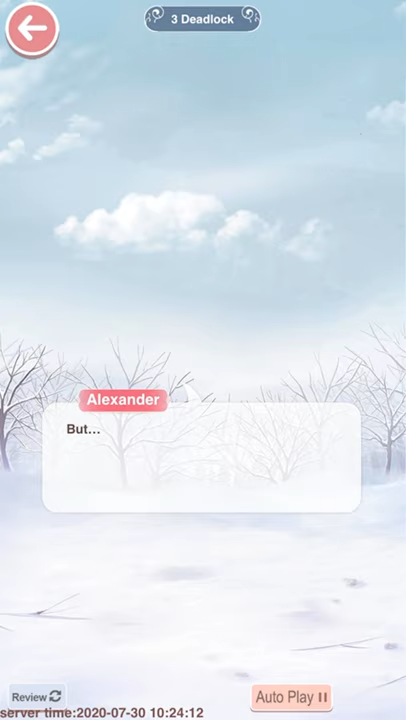 3 Deadlock
Alexander
But...
Review
Auto Play
server time:2020-07-30 10:24:12